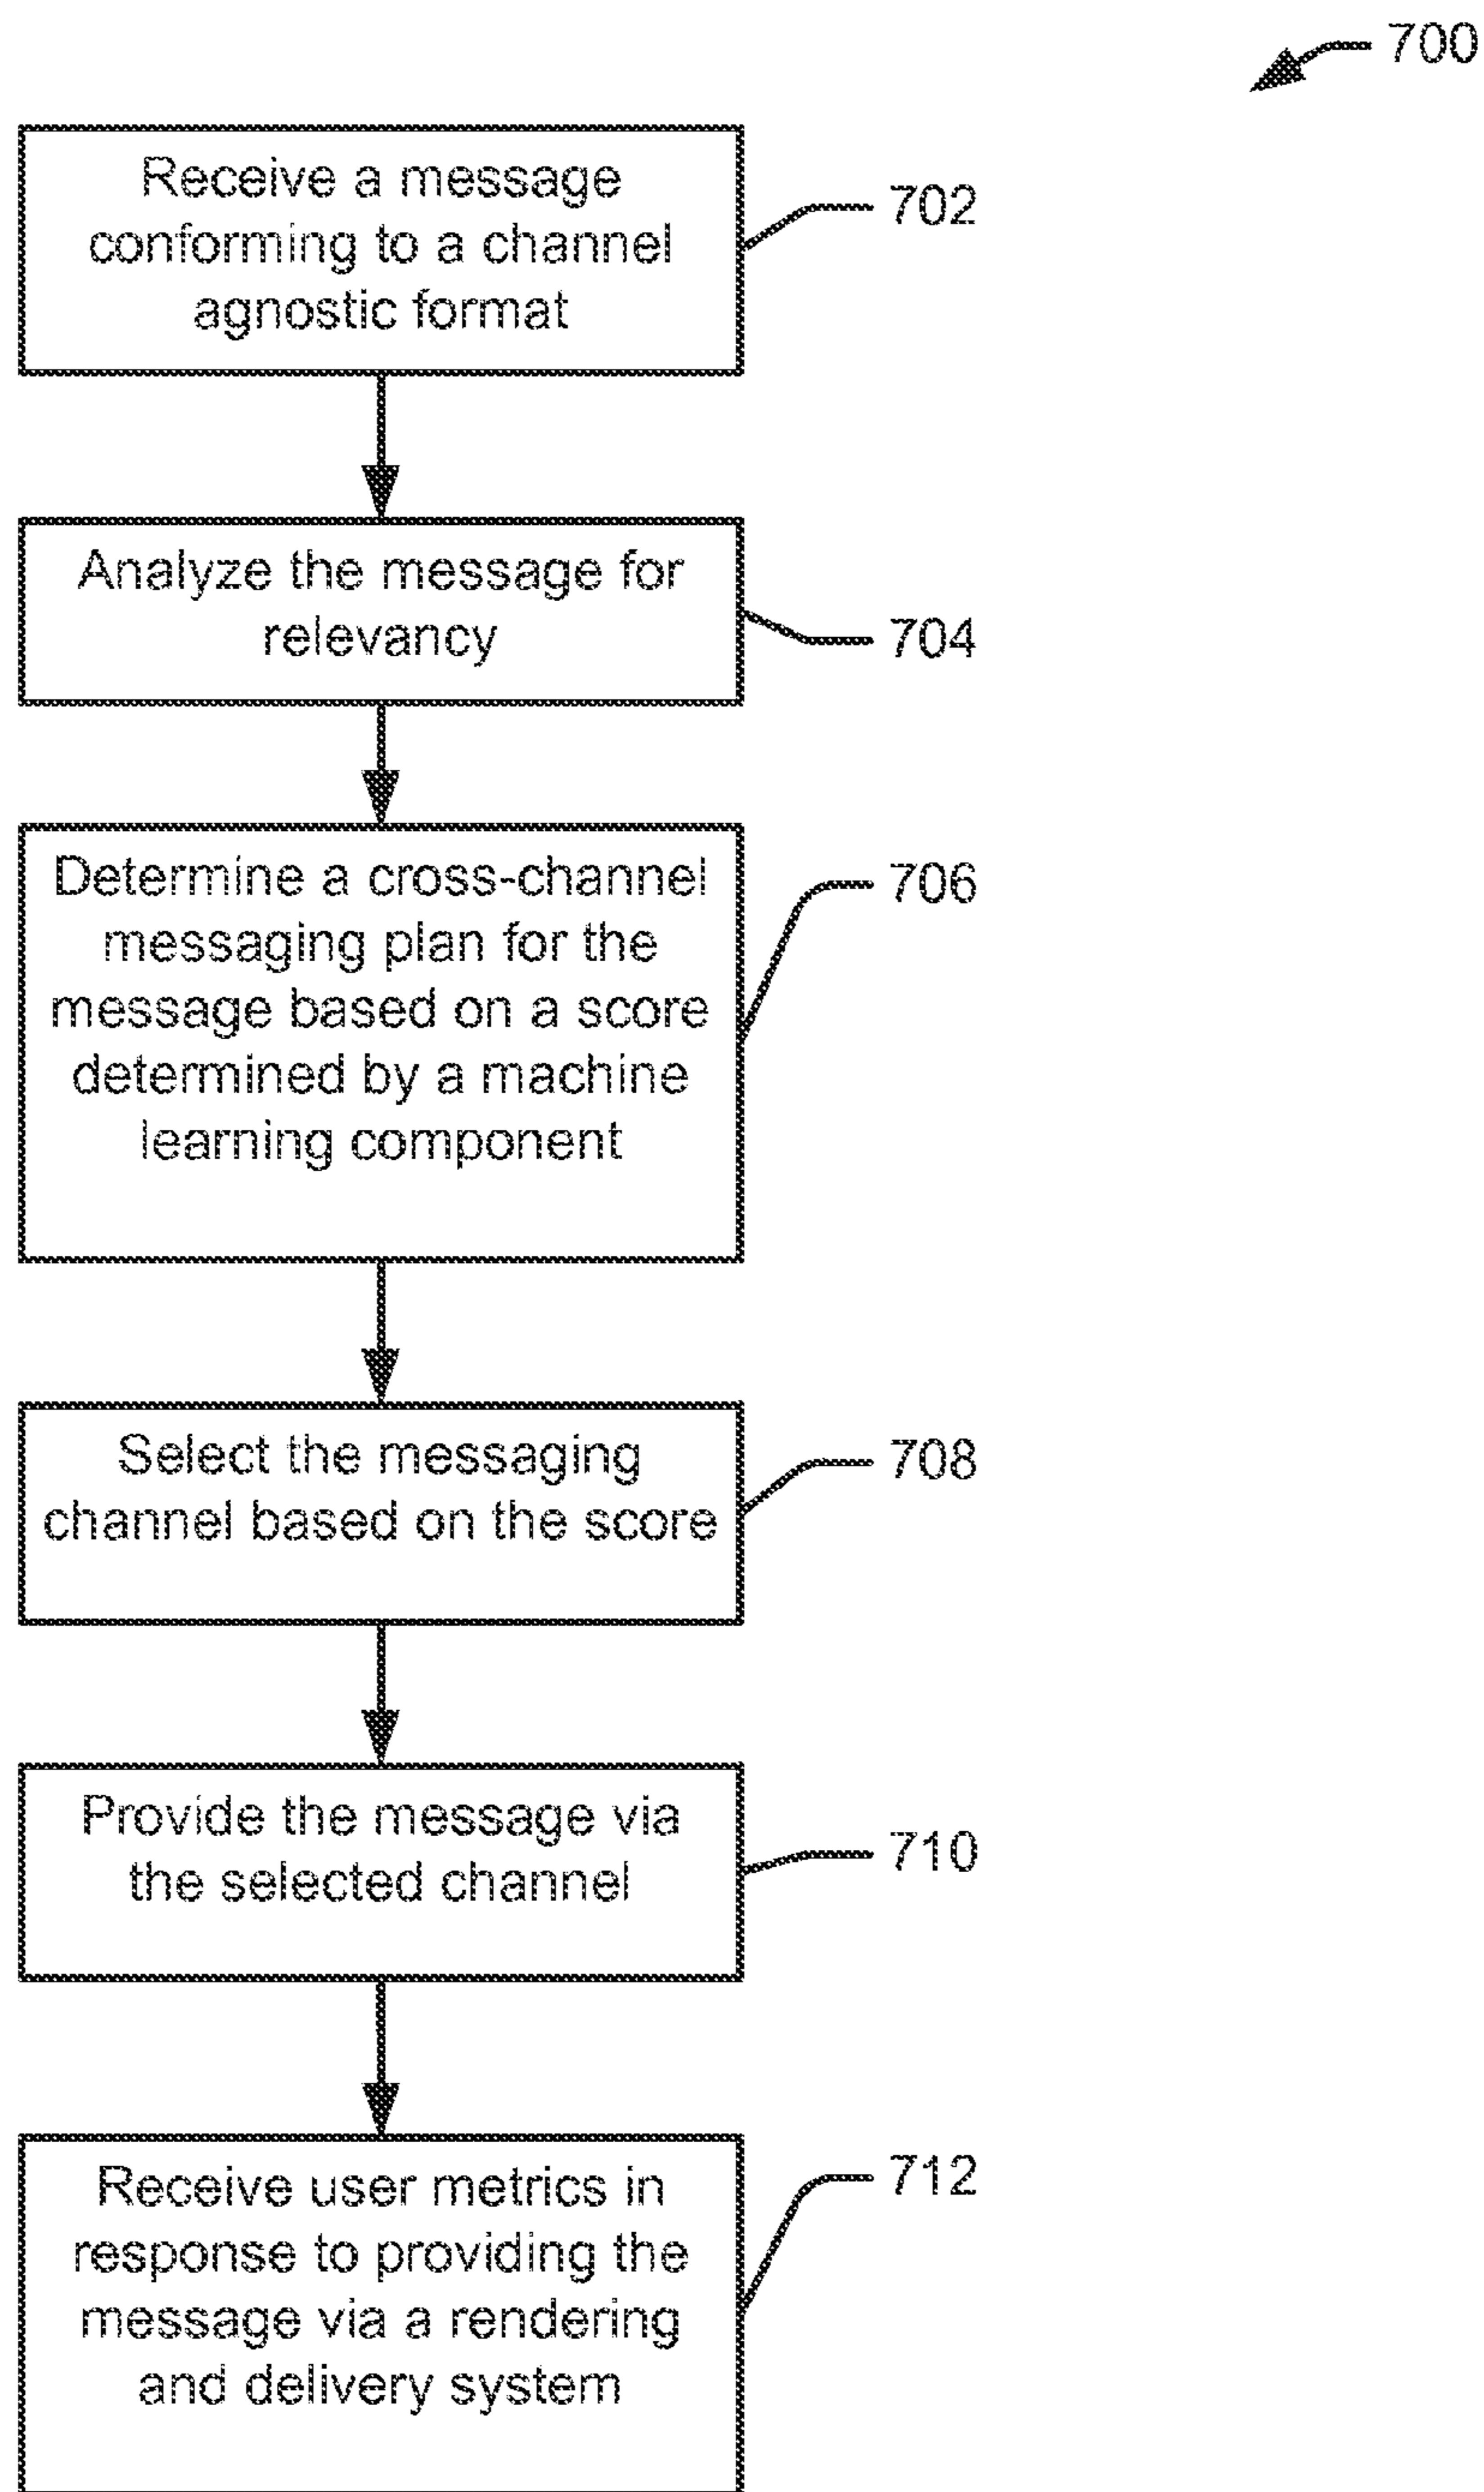 700
Receive a message
conforming to a channel
agnostic format
702
Analyze the message for
relevancy
704
Determine a cross-channel
messaging plan for the
message based on a score
determined by a machine
learning component
706
Select the messaging
channel based on the score
708
Provide the message via
the selected channel
710
Receive user metrics in
response to providing the
message via a rendering
and delivery system
712